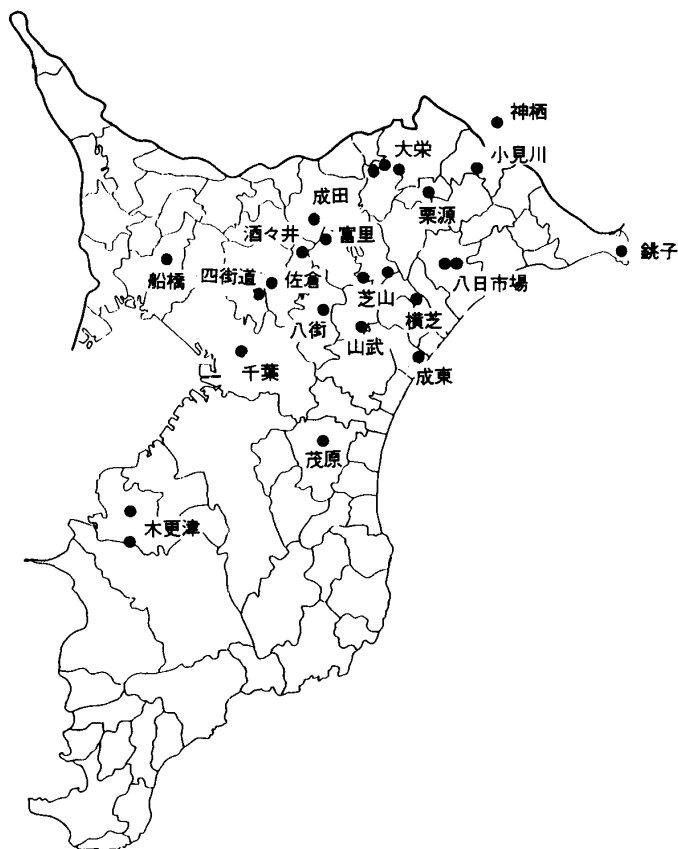 神栖
大栄
小見川
成田
栗源
酒々井
富里
銚子
船橋
四街道
佐倉
芝山
八日市場
八街
横芝
山武
千葉
成東
茂原
木更津